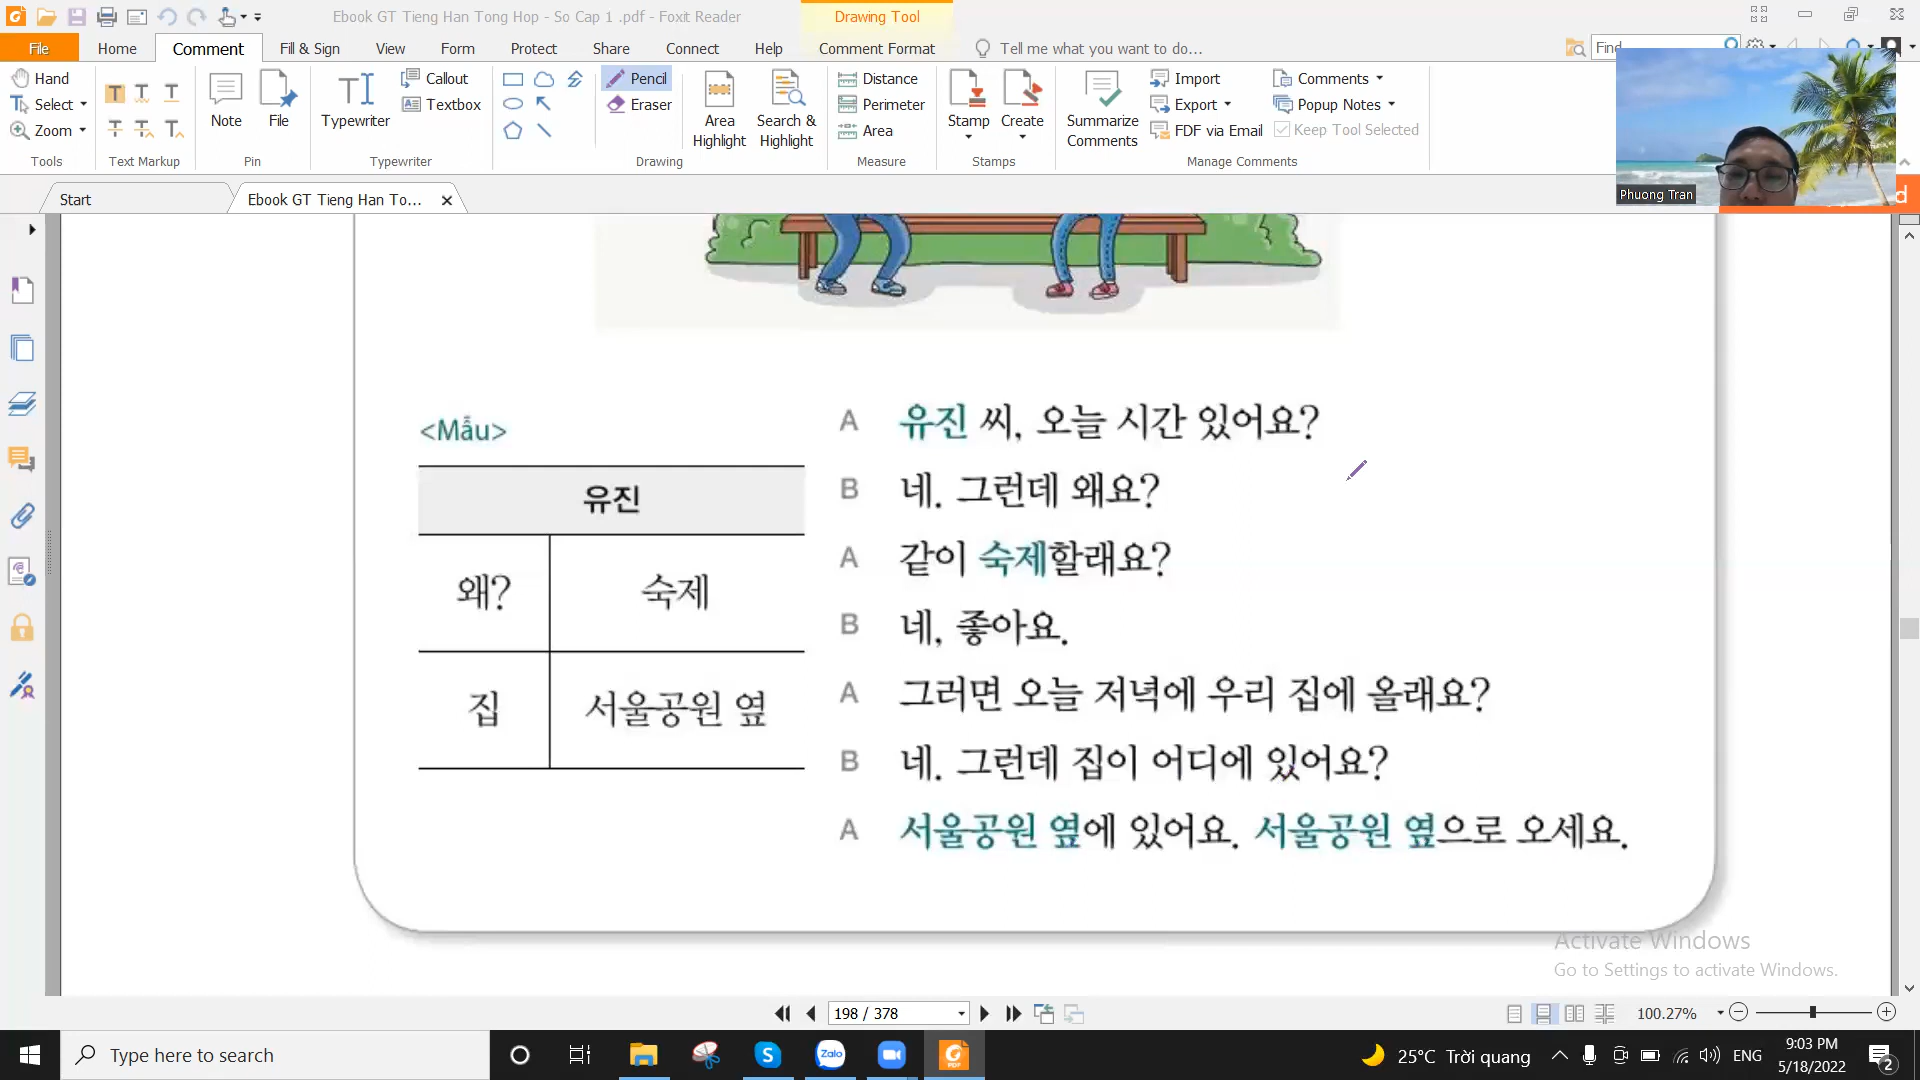 Ebook GT Tieng Han Tong Hop - So Cap 1 .pdf - Foxit Reader
Drawing Tool
File Home Comment Fill & Sign View Form Protect Share Connect Help Comment Format Tell me what you want to do... Find
Hand
Select
Zoom
Tools
Text Markup
Note
File
Pin
Typewriter
Callout
Textbox
Typewriter
Pencil
Eraser
Area Highlight
Search & Highlight
Drawing
Distance
Perimeter
Area
Measure
Stamp
Create
Stamps
Summarize Comments
Import
Export
FDF via Email
Comments
Popup Notes
Keep Tool Selected
Manage Comments
Phuong Tran
Start
Ebook GT Tieng Han To...
<Mẫu>
유진
왜? 숙제
집 서울공원 옆
A 유진 씨, 오늘 시간 있어요?
B 네. 그런데 왜요?
A 같이 숙제할래요?
B 네, 좋아요.
A 그러면 오늘 저녁에 우리 집에 올래요?
B 네. 그런데 집이 어디에 있어요?
A 서울공원 옆에 있어요. 서울공원 옆으로 오세요.
Activate Windows
Go to Settings to activate Windows.
198 / 378
100.27%
Type here to search
Zalo
25°C Trời quang
ENG
9:03 PM
5/18/2022
2